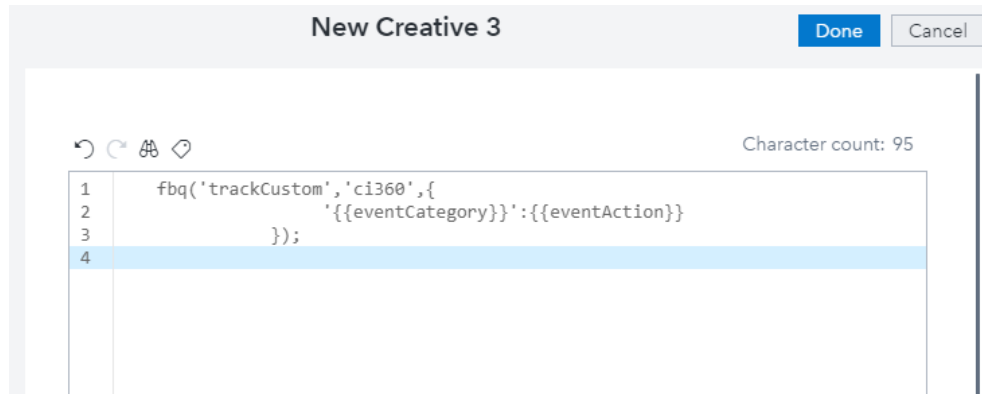 New Creative 3
Done
Cancel
Character count: 95
1 fbq('trackCustom','ci360',{
2 '{{eventCategory}}':{{eventAction}}
3 });
4